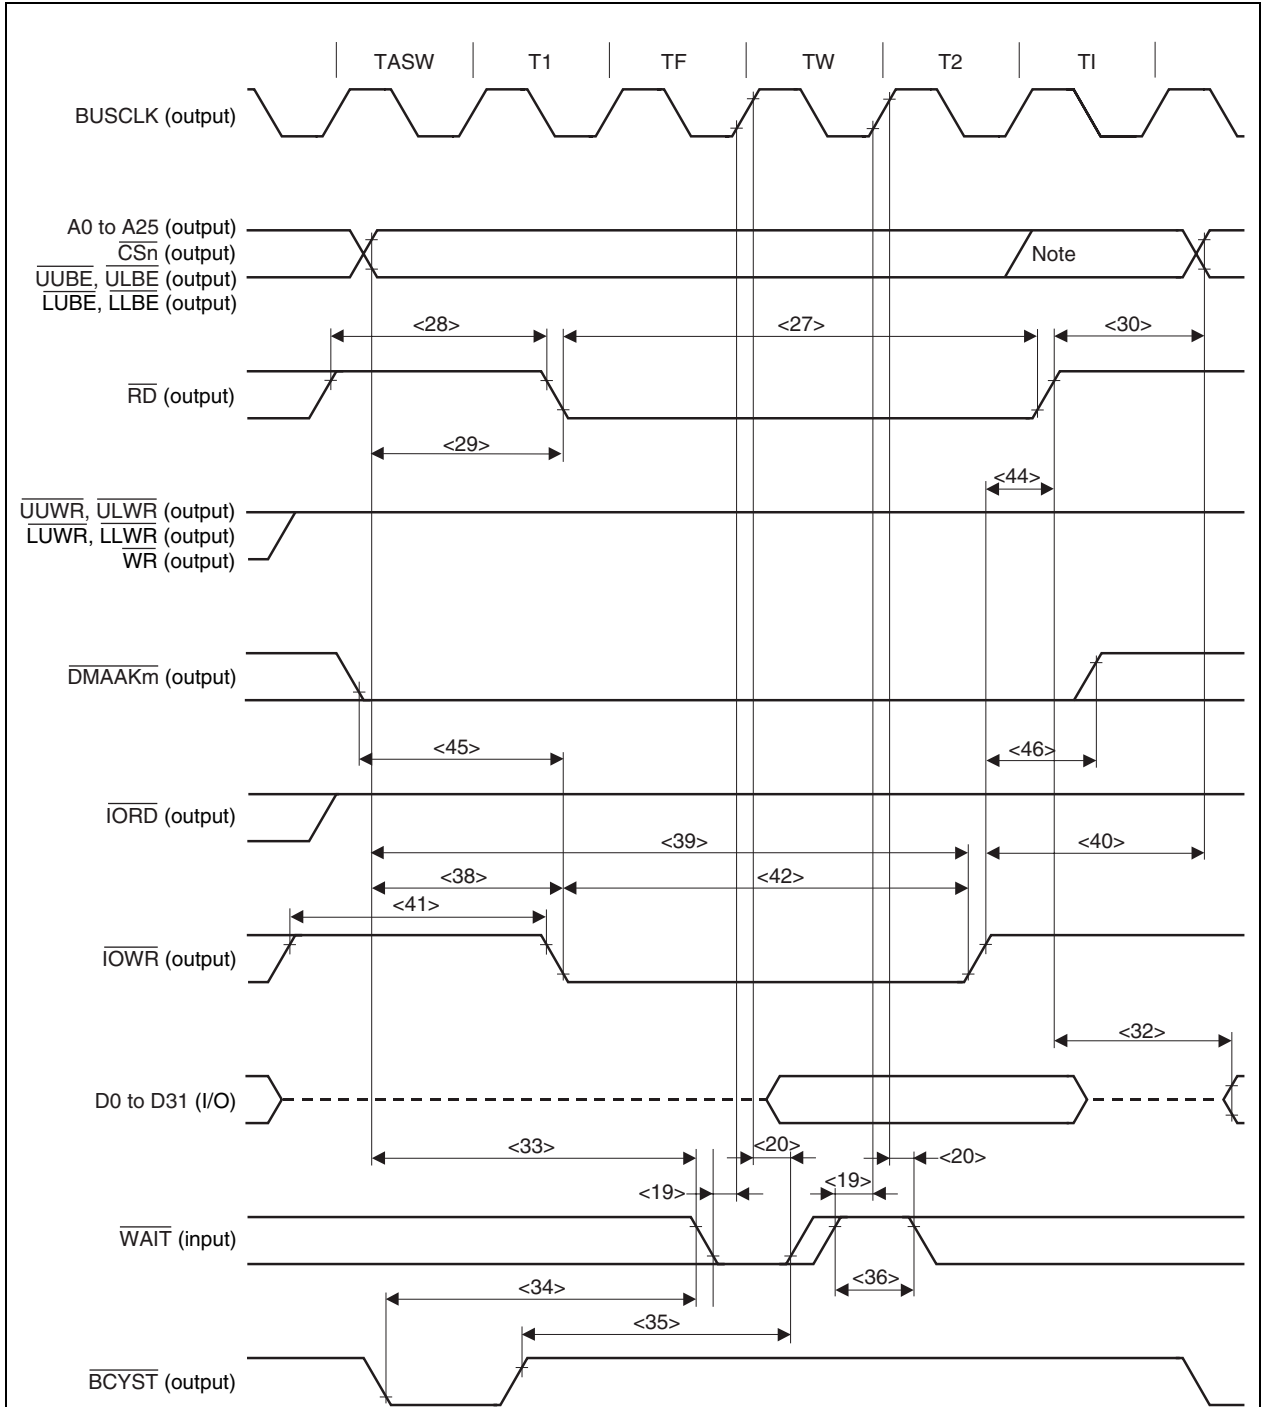 TASW T1 TF TW T2 TI
BUSCLK (output)
A0 to A25 (output)
CSn (output)
Note
UUBE, ULBE (output)
LUBE, LLBE (output)
<28> <27> <30>
RD (output)
<29>
<44>
UUWR, ULWR (output)
LUWR, LLWR (output)
WR (output)
DMAAKm (output)
<45> <46>
IORD (output)
<39> <40>
<38> <42>
<41>
IOWR (output)
<32>
D0 to D31 (I/O)
<33> <20> <20>
<19> <19>
WAIT (input)
<34> <36>
<35>
BCYST (output)